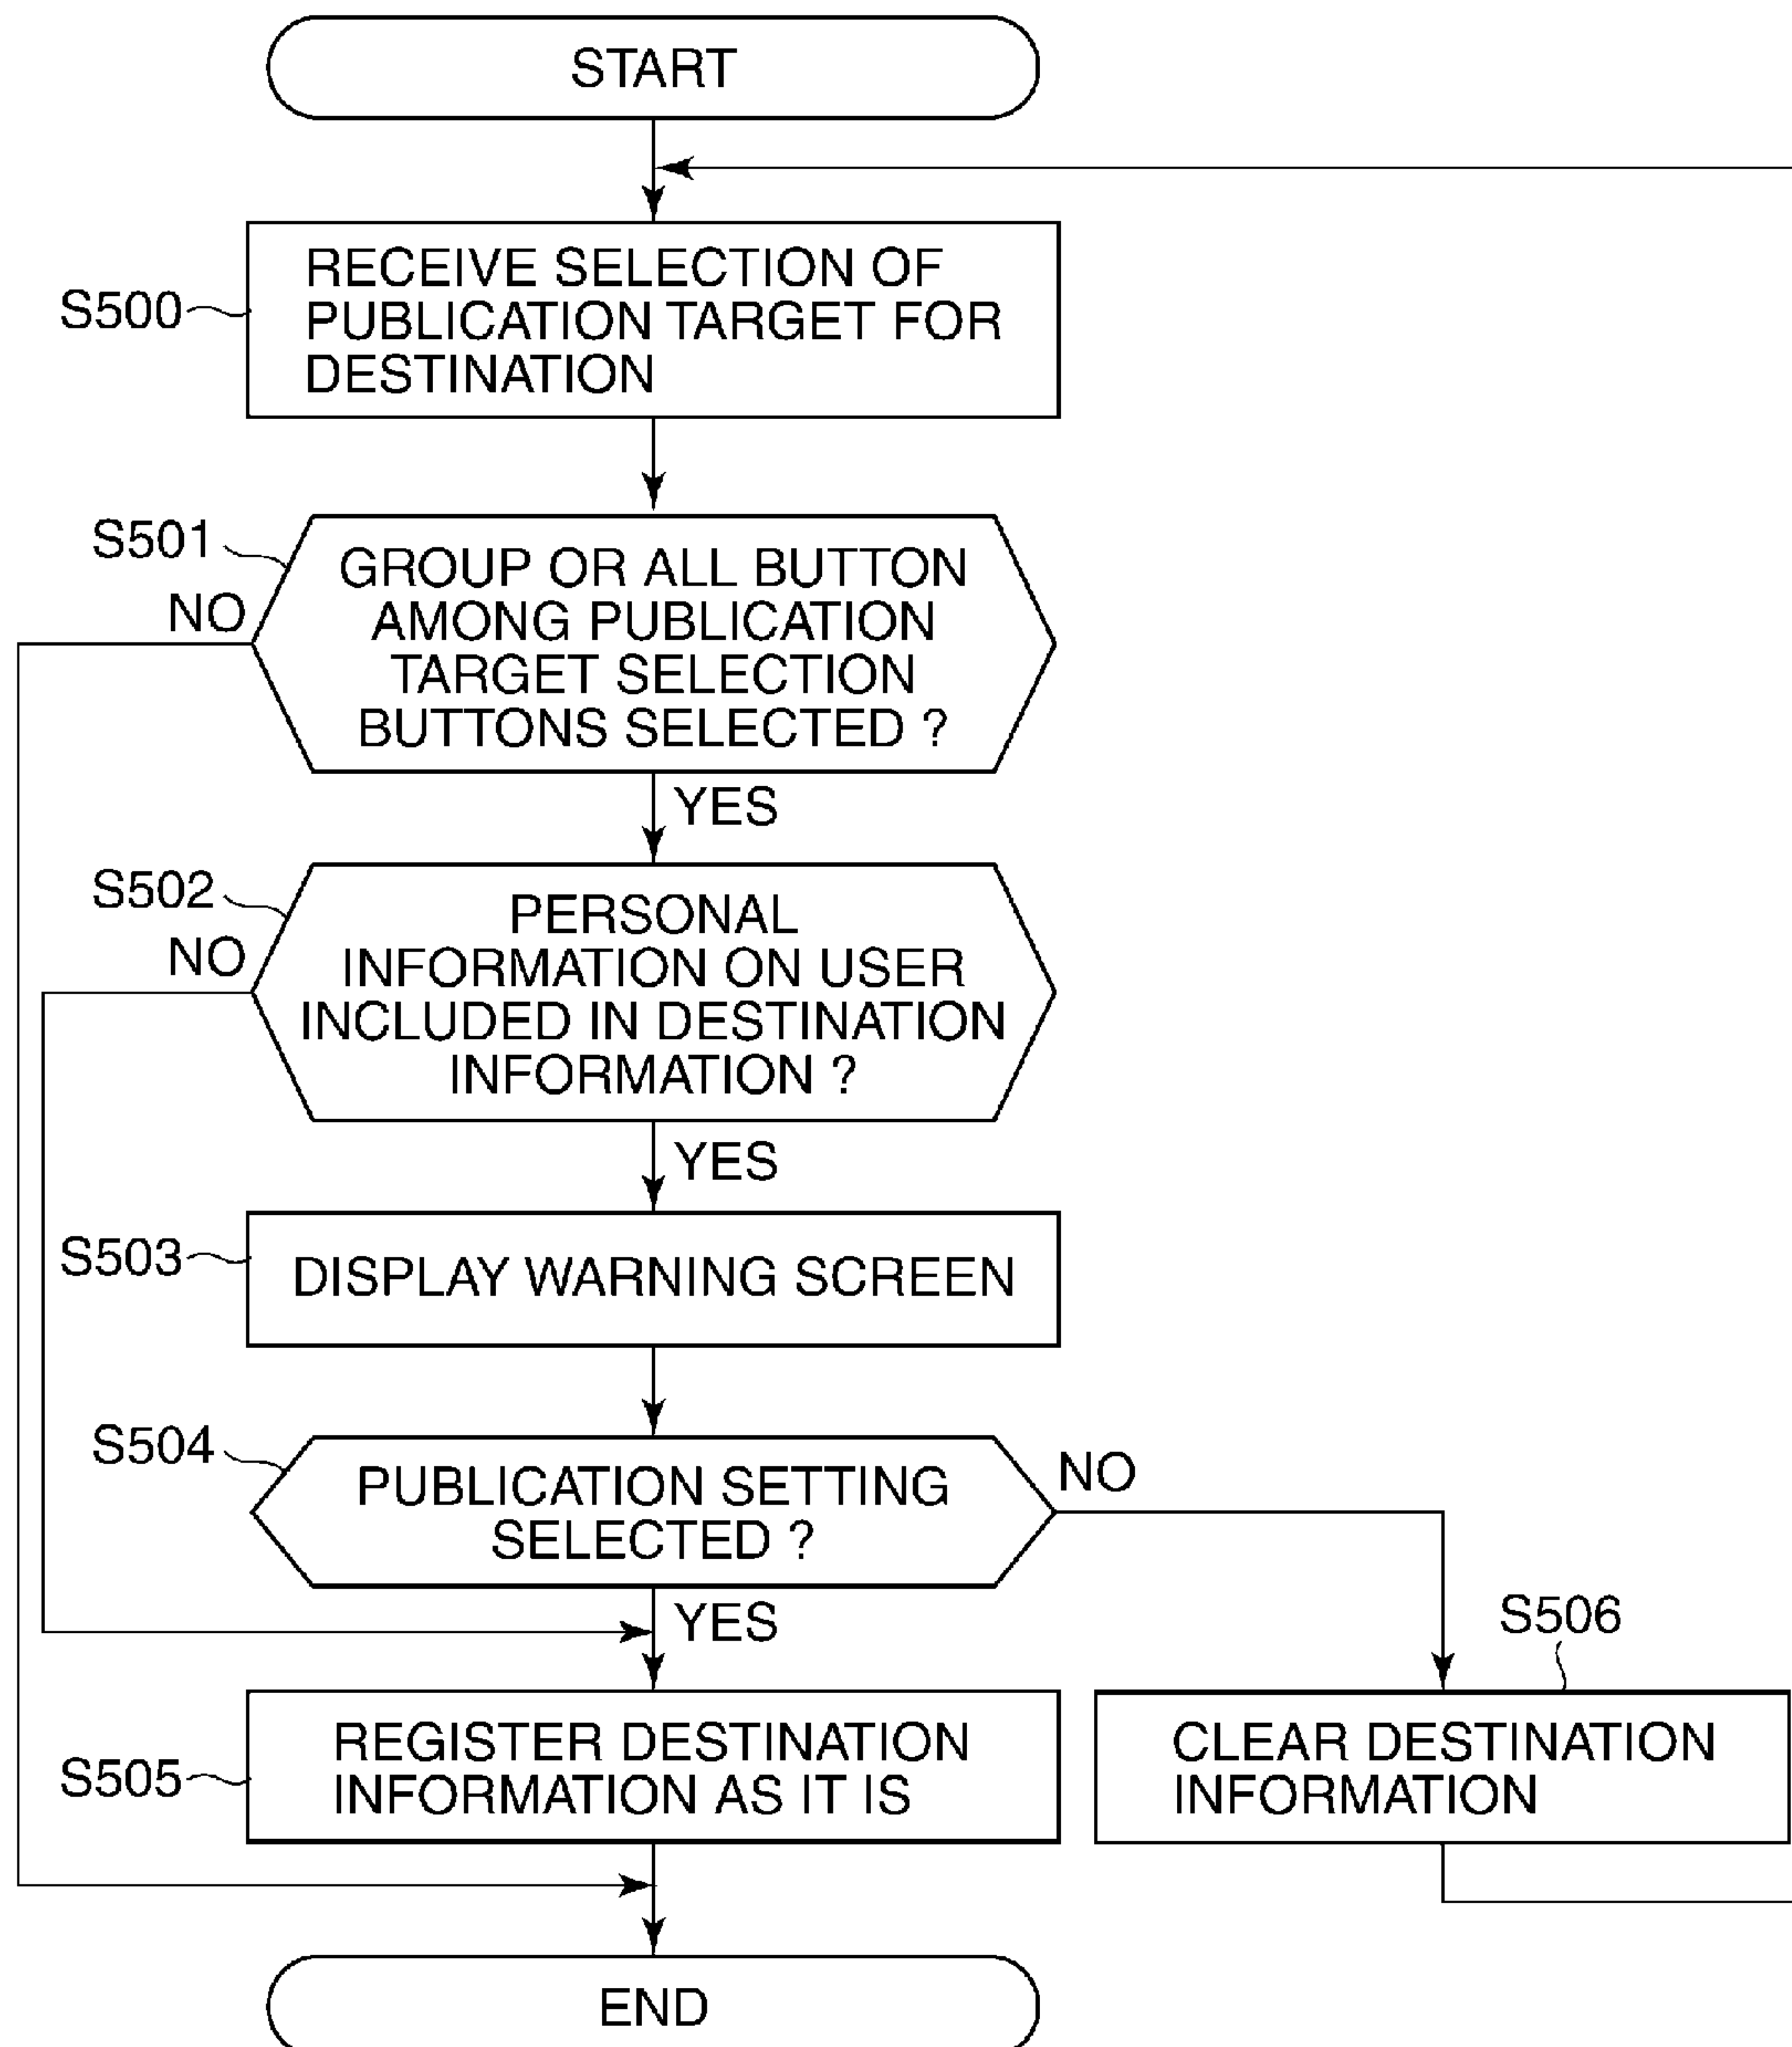 START
S500
RECEIVE SELECTION OF
PUBLICATION TARGET FOR
DESTINATION
S501
NO
GROUP OR ALL BUTTON
AMONG PUBLICATION
TARGET SELECTION
BUTTONS SELECTED ?
YES
S502
NO
PERSONAL
INFORMATION ON USER
INCLUDED IN DESTINATION
INFORMATION ?
YES
S503
DISPLAY WARNING SCREEN
S504
PUBLICATION SETTING
SELECTED ?
NO
YES
S505
REGISTER DESTINATION
INFORMATION AS IT IS
S506
CLEAR DESTINATION
INFORMATION
END